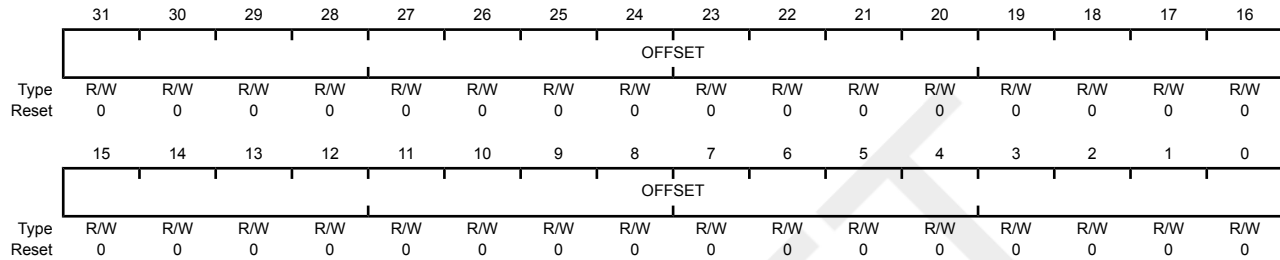 31 30 29 28 27 26 25 24 23 22 21 20 19 18 17 16
OFFSET
Type R/W R/W R/W R/W R/W R/W R/W R/W R/W R/W R/W R/W R/W R/W R/W R/W
Reset 0 0 0 0 0 0 0 0 0 0 0 0 0 0 0 0
15 14 13 12 11 10 9 8 7 6 5 4 3 2 1 0
OFFSET
Type R/W R/W R/W R/W R/W R/W R/W R/W R/W R/W R/W R/W R/W R/W R/W R/W
Reset 0 0 0 0 0 0 0 0 0 0 0 0 0 0 0 0